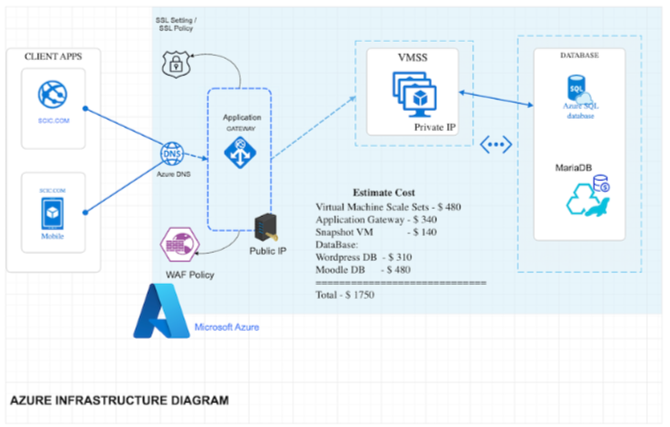 SSL Setting /
SSL Policy
CLIENT APPS
SCIC.COM
SCIC.COM
Mobile
DNS
Azure DNS
Application
GATEWAY
Public IP
WAF Policy
Microsoft Azure
VMSS
Private IP
DATABASE
SQL
Azure SQL
database
MariaDB
Estimate Cost
Virtual Machine Scale Sets - $ 480
Application Gateway - $ 340
Snapshot VM - $ 140
DataBase:
Wordpress DB - $ 310
Moodle DB - $ 480
==============================
Total - $ 1750
AZURE INFRASTRUCTURE DIAGRAM